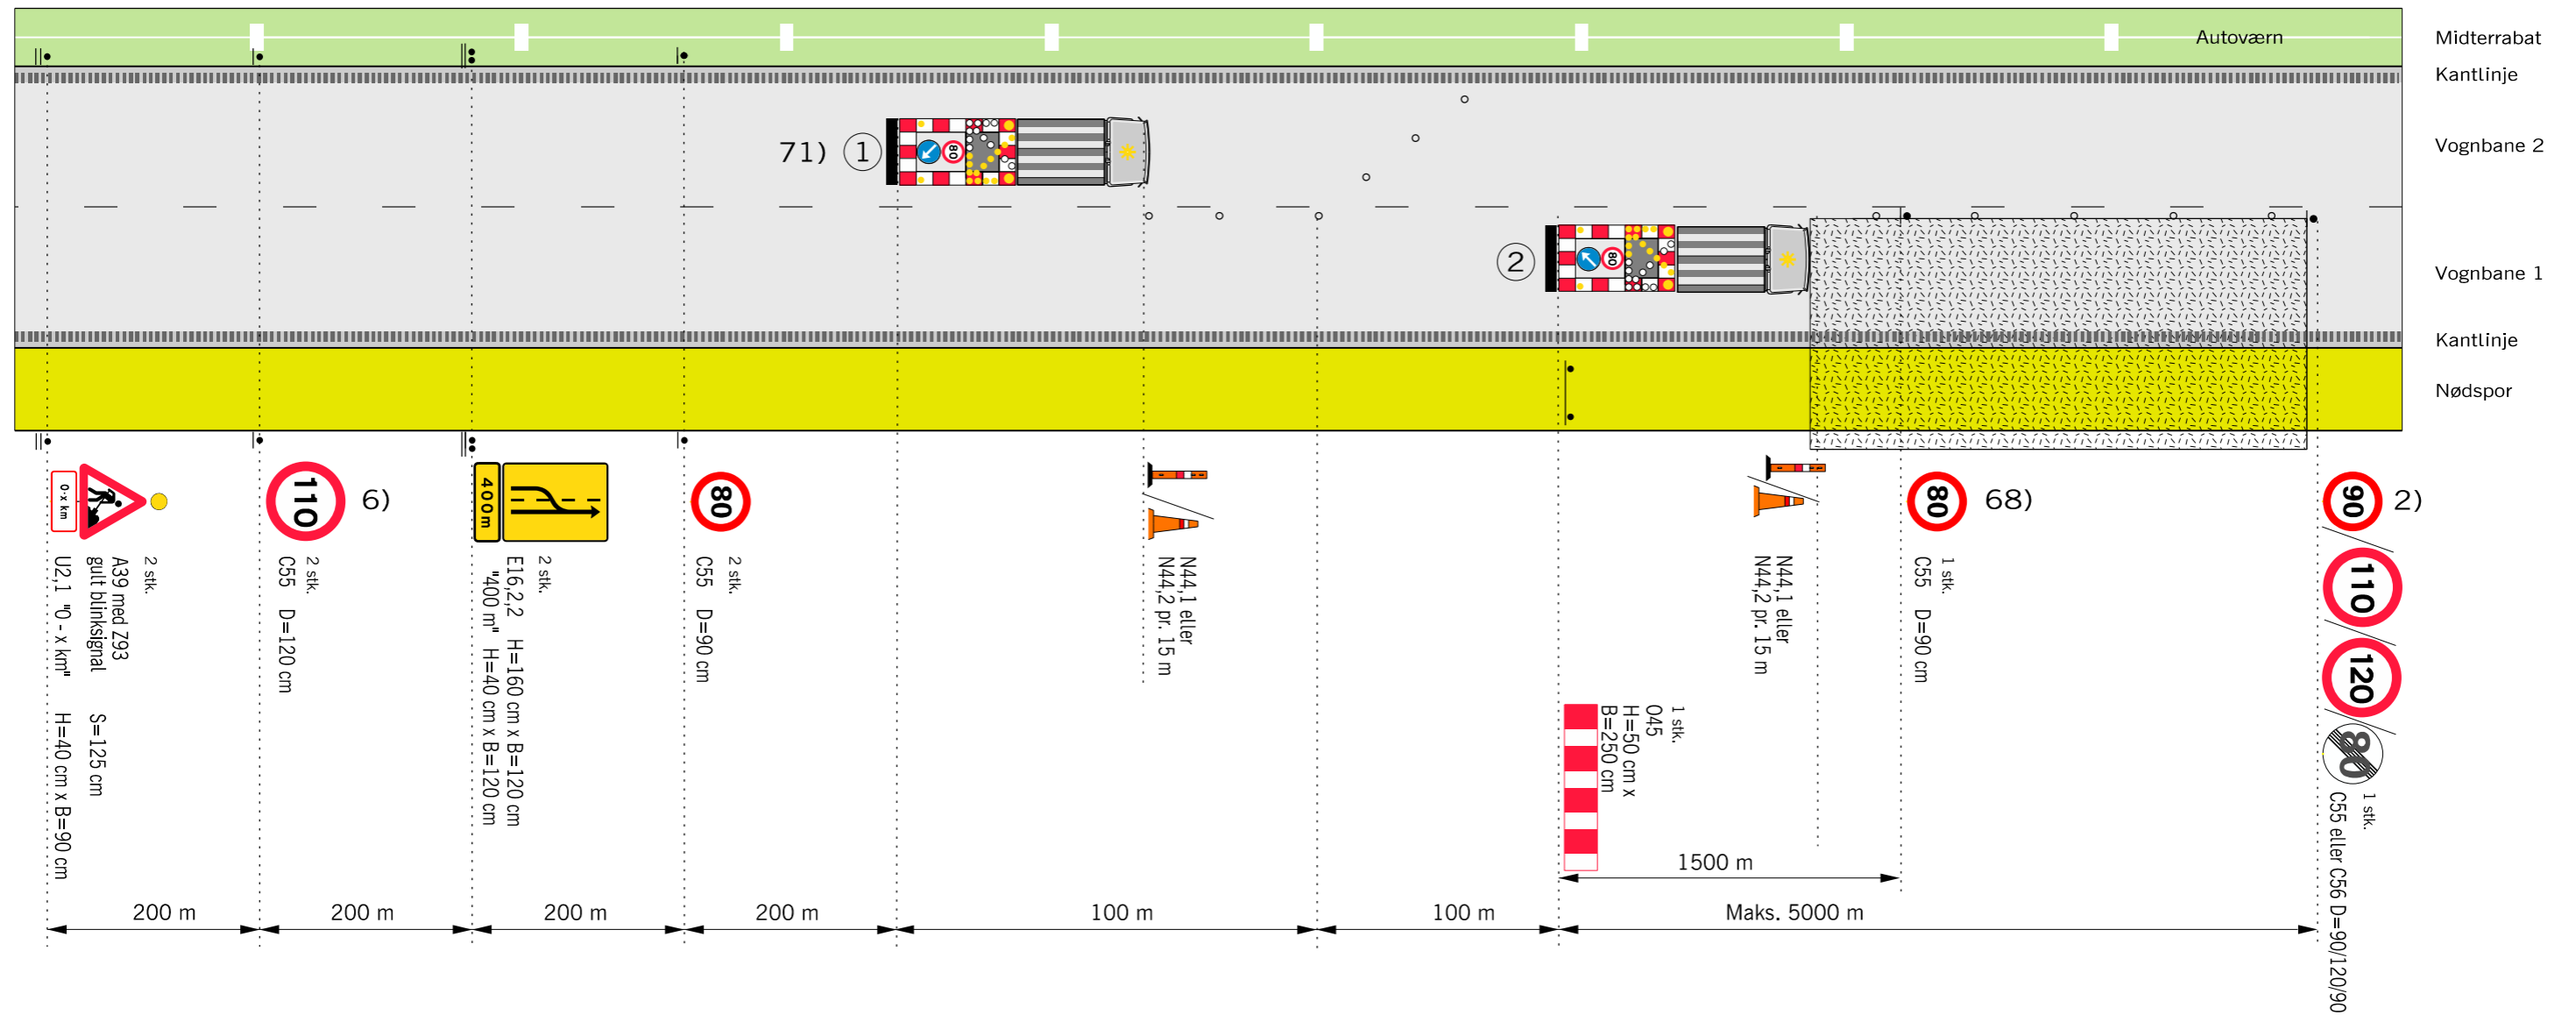 Autoværn
Midterrabat
Kantlinje
Vognbane 2
Vognbane 1
Kantlinje
Nødspor
71)
1
80
2
80
0-x km
2 stk.
A39 med Z93
gult blinksignal S=125 cm
U2,1 "0 - x km" H=40 cm x B=90 cm
110
6)
2 stk.
C55 D=120 cm
400m
2 stk.
E16,2,2 H=160 cm x B=120 cm
"400 m" H=40 cm x B=120 cm
80
2 stk.
C55 D=90 cm
N44,1 eller
N44,2 pr. 15 m
1 stk.
O45
H=50 cm x
B=250 cm
N44,1 eller
N44,2 pr. 15 m
80
68)
1 stk.
C55 D=90 cm
90
2)
110
120
80
1 stk.
C55 eller C56 D=90/120/90
1500 m
200 m
200 m
200 m
200 m
100 m
100 m
Maks. 5000 m